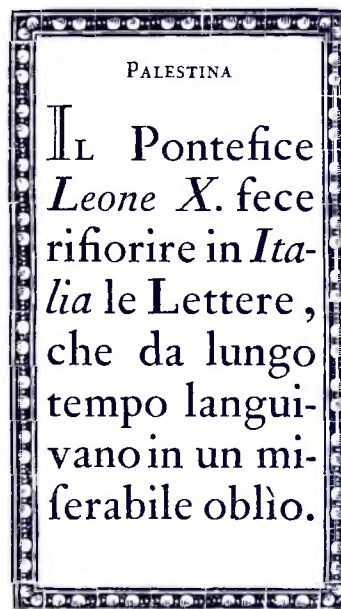 PALESTINA
IL Pontefice
Leone X. fece
rifiorire in Ita-
lia le Lettere ,
che da lungo
tempo langui-
vano in un mi-
ſerabile oblìo.